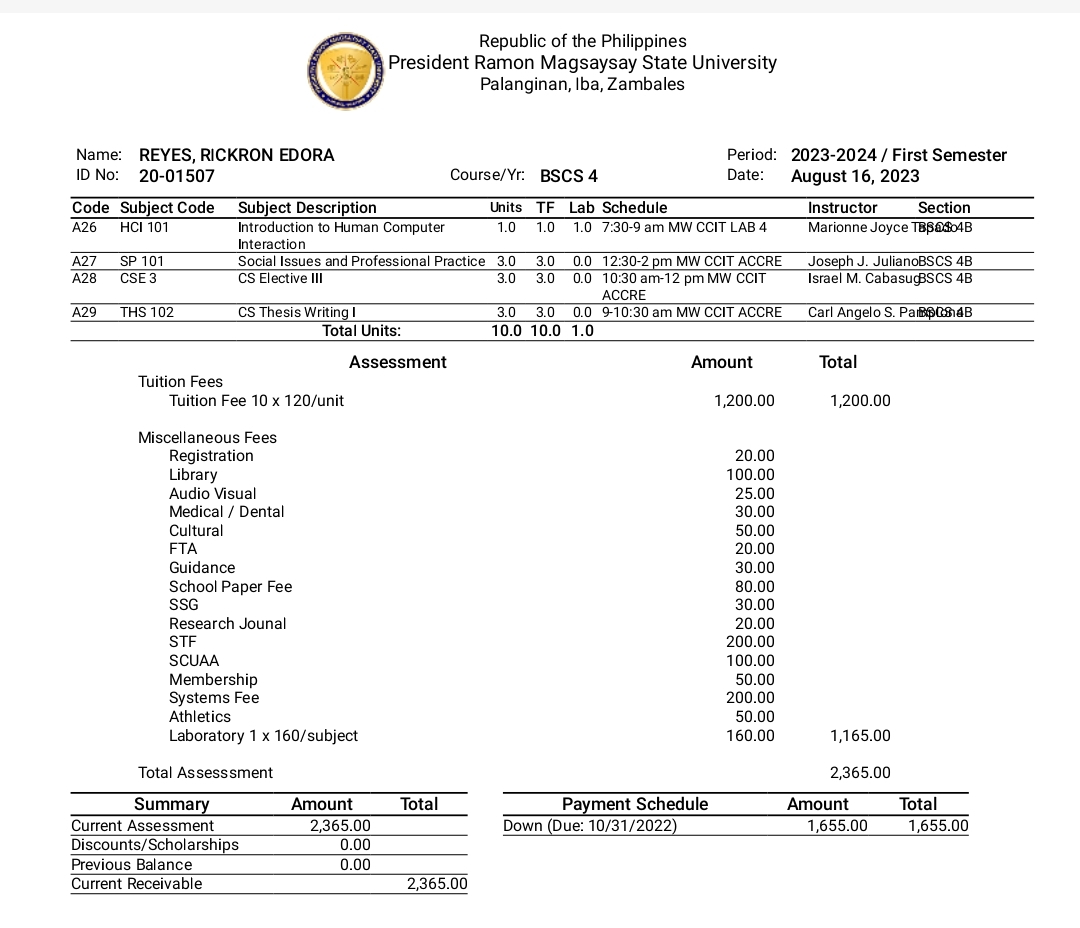 Republic of the Philippines
President Ramon Magsaysay State University
Palanginan, Iba, Zambales
Name: REYES, RICKRON EDORA Period: 2023-2024 / First Semester
ID No: 20-01507 Course/Yr: BSCS 4 Date: August 16, 2023
Code Subject Code Subject Description Units TF Lab Schedule Instructor Section
A26 HCI 101 Introduction to Human Computer 1.0 1.0 1.0 7:30-9 am MW CCIT LAB 4 Marionne Joyce BSCS 4B
Interaction
A27 SP 101 Social Issues and Professional Practice 3.0 3.0 0.0 12:30-2 pm MW CCIT ACCRE Joseph J. Juliano BSCS 4B
A28 CSE 3 CS Elective III 3.0 3.0 0.0 10:30 am-12 pm MW CCIT Israel M. Cabasug BSCS 4B
ACCRE
A29 THS 102 CS Thesis Writing I 3.0 3.0 0.0 9-10:30 am MW CCIT ACCRE Carl Angelo S. BSCS 4B
Total Units: 10.0 10.0 1.0
Assessment Amount Total
Tuition Fees
Tuition Fee 10 x 120/unit 1,200.00 1,200.00
Miscellaneous Fees
Registration 20.00
Library 100.00
Audio Visual 25.00
Medical / Dental 30.00
Cultural 50.00
FTA 20.00
Guidance 30.00
School Paper Fee 80.00
SSG 30.00
Research Jounal 20.00
STF 200.00
SCUAA 100.00
Membership 50.00
Systems Fee 200.00
Athletics 50.00
Laboratory 1 x 160/subject 160.00 1,165.00
Total Assesssment 2,365.00
Summary Amount Total Payment Schedule Amount Total
Current Assessment 2,365.00 Down (Due: 10/31/2022) 1,655.00 1,655.00
Discounts/Scholarships 0.00
Previous Balance 0.00
Current Receivable 2,365.00